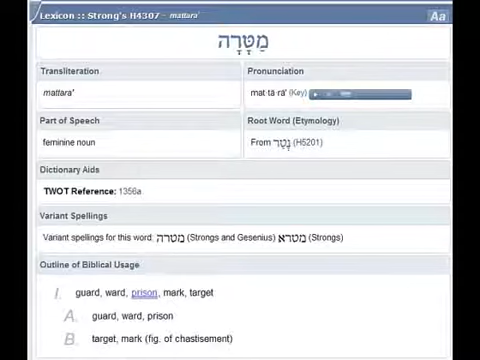 Lexicon :: Strong's H4307 - mattara'
Aa
מַטָּרָה
Transliteration
mattara'
Pronunciation
mat·tä·rä' (Key)
Part of Speech
feminine noun
Root Word (Etymology)
From נָטַר (H5201)
Dictionary Aids
TWOT Reference: 1356a
Variant Spellings
Variant spellings for this word: מטרה (Strongs and Gesenius) מטרא (Strongs)
Outline of Biblical Usage
I. guard, ward, prison, mark, target
A. guard, ward, prison
B. target, mark (fig. of chastisement)